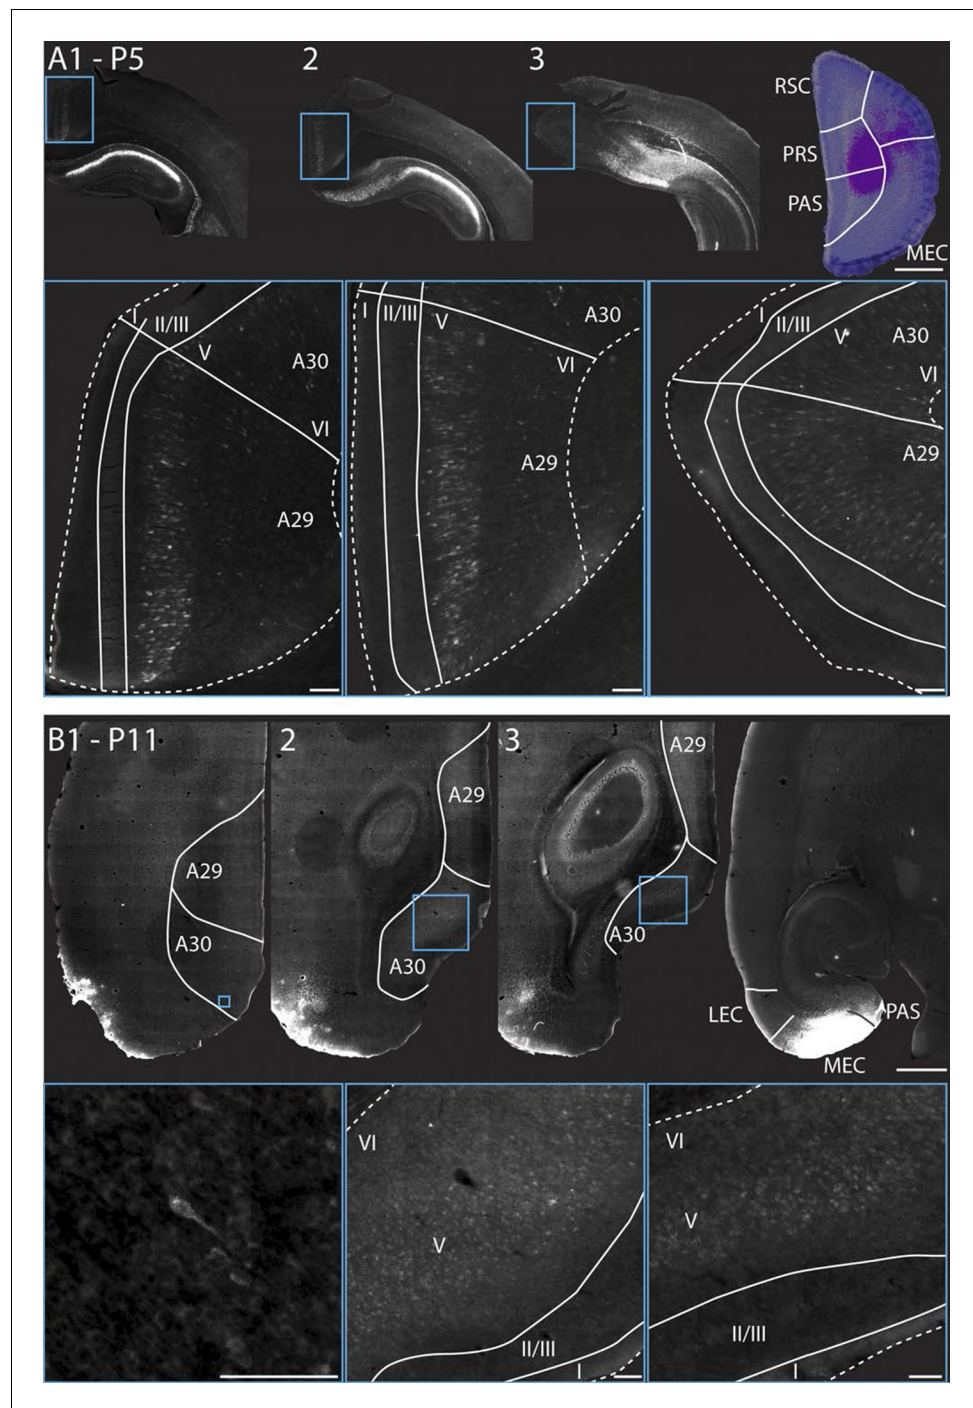 A1 - P5
2
3
RSC
PRS
PAS
MEC
I
II/III
V
A30
VI
A29
I
II/III
V
A30
VI
A29
I
II/III
V
A30
VI
A29
B1 - P11
2
3
A29
A30
A29
A30
A29
A30
LEC
PAS
MEC
VI
V
II/III
I
VI
V
II/III
I